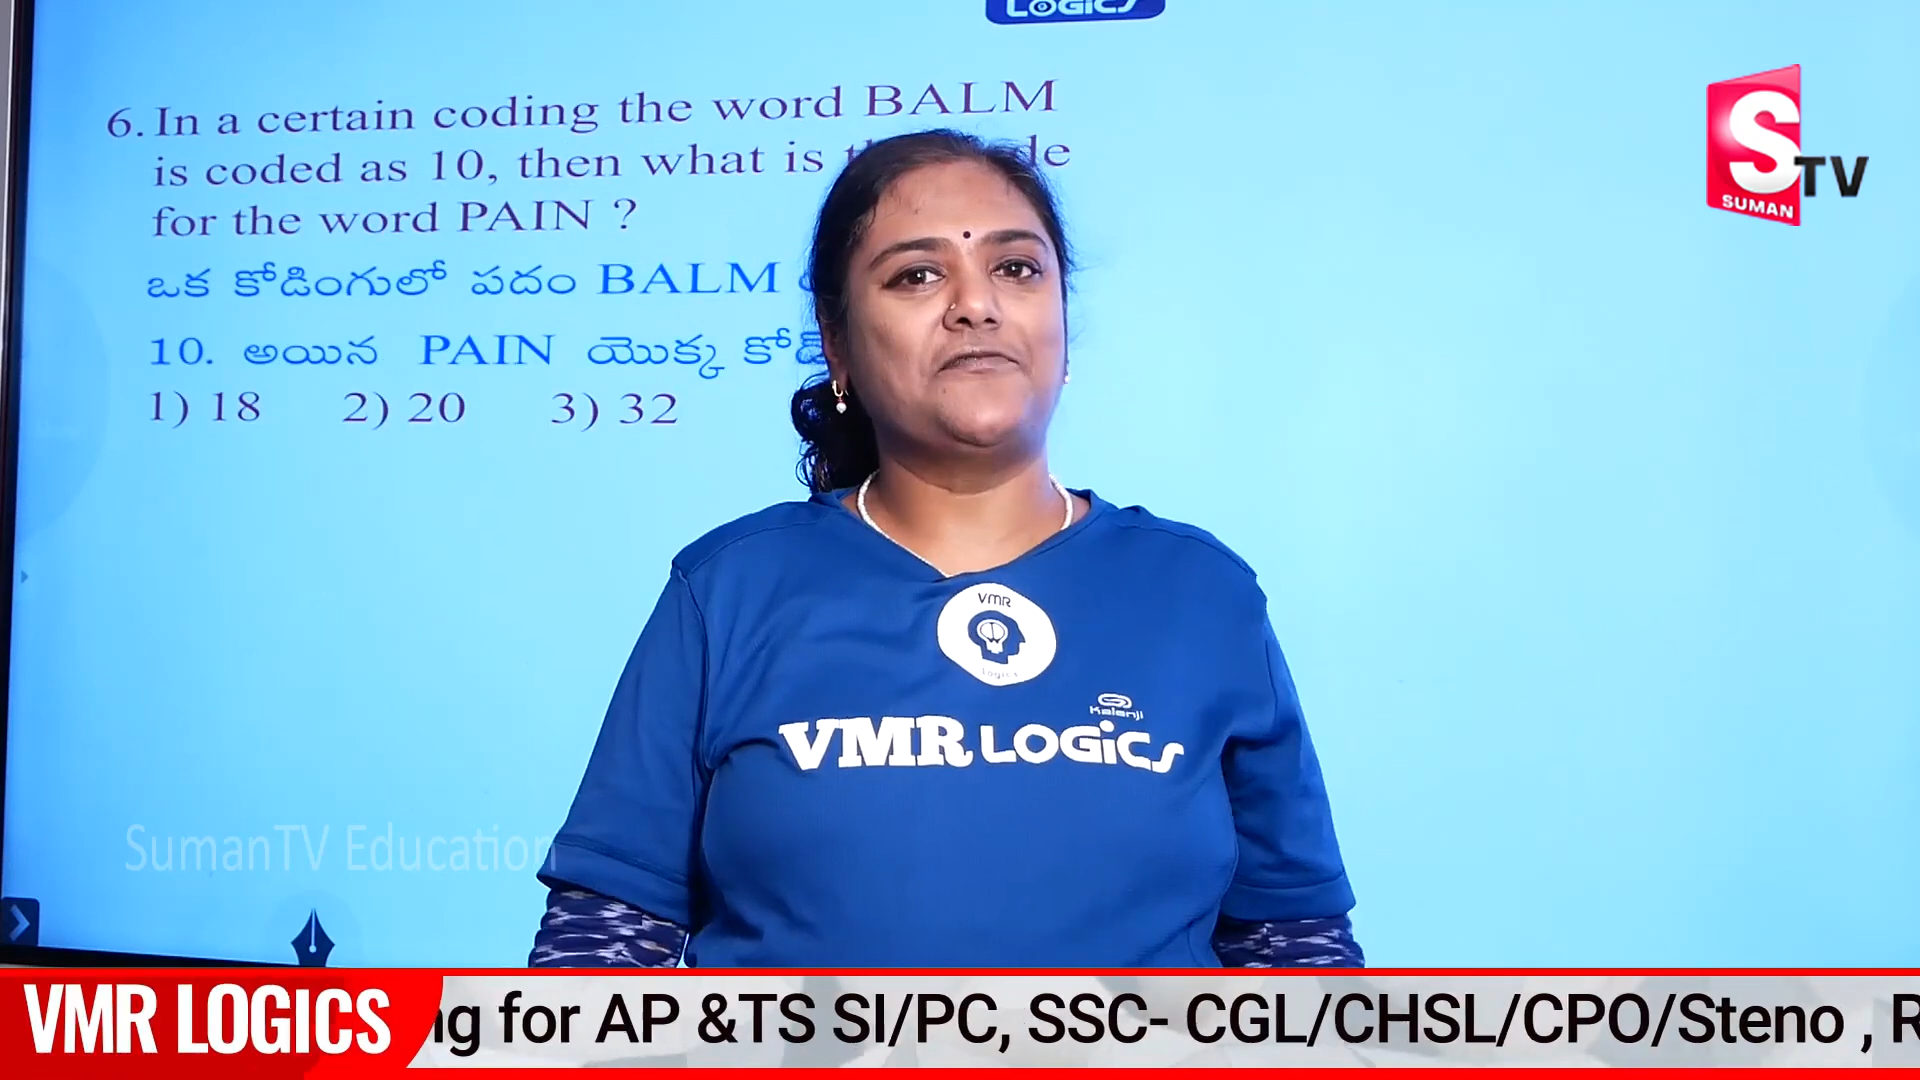 LOGICS
6. In a certain coding the word BALM
is coded as 10, then what is
for the word PAIN ?
ఒక కోడింగులో పదం BALM
10. అయిన PAIN యొక్క కోడ్
1) 18 2) 20 3) 32
S
TV
SUMAN
VMR
Logics
Kalenji
VMR LOGICS
SumanTV Education
VMR LOGICS
ng for AP &TS SI/PC, SSC- CGL/CHSL/CPO/Steno , R